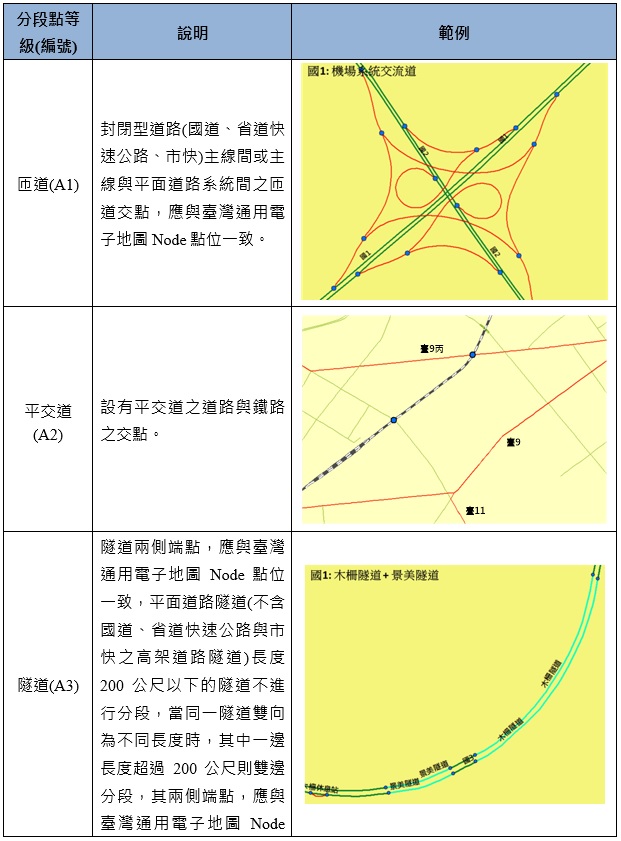 分段點等
級(編號)
說明
範例
匝道(A1)
封閉型道路(國道、省道快
速公路、市快)主線間或主
線與平面道路系統間之匝
道交點，應與臺灣通用電
子地圖 Node 點位一致。
國1: 機場系統交流道
國2
國1
國1
國2
平交道
(A2)
設有平交道之道路與鐵路
之交點。
臺9丙
臺9
臺11
隧道(A3)
隧道兩側端點，應與臺灣
通用電子地圖 Node 點位
一致，平面道路隧道(不含
國道、省道快速公路與市
快之高架道路隧道)長度
200 公尺以下的隧道不進
行分段，當同一隧道雙向
為不同長度時，其中一邊
長度超過 200 公尺則雙邊
分段，其兩側端點，應與
臺灣通用電子地圖 Node
國1: 木柵隧道 + 景美隧道
木柵隧道
木柵隧道
景美隧道
國3
景美隧道
木柵休息站